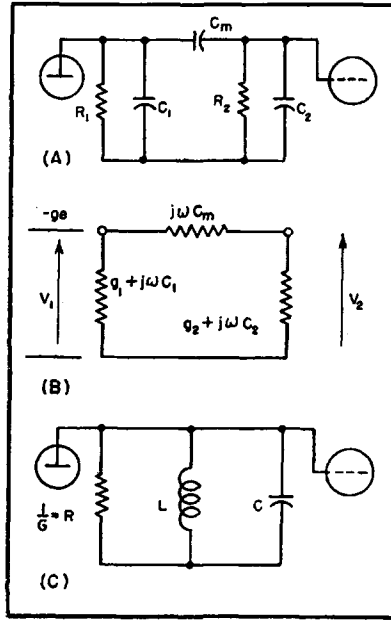 Cm
R1
C1
R2
C2
(A)
-ge
jωCm
V1
g1+jωC1
g2+jωC2
V2
(B)
1/G = R
L
C
(C)